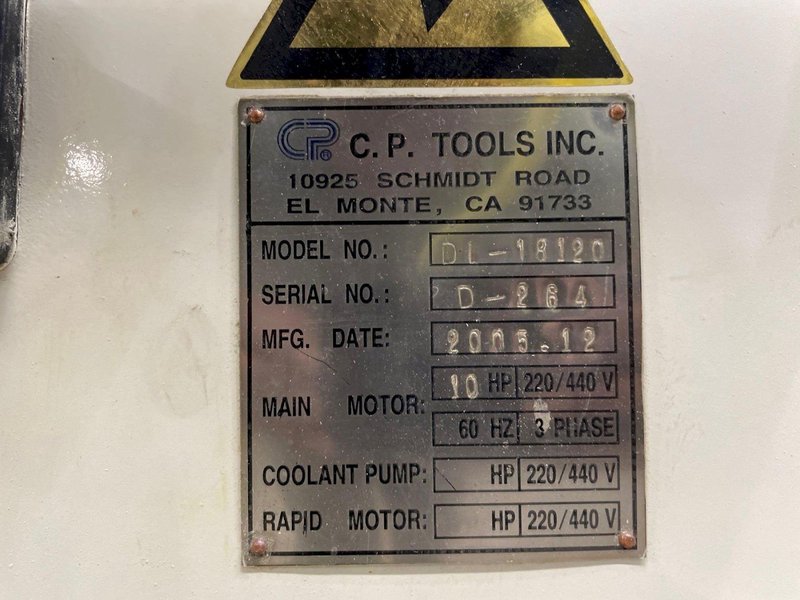 CP® C.P. TOOLS INC.
10925 SCHMIDT ROAD
EL MONTE, CA 91733
MODEL NO.: DL-18120
SERIAL NO.: D-264
MFG. DATE: 2005.12
MAIN MOTOR: 10 HP 220/440 V
60 HZ 3 PHASE
COOLANT PUMP: HP 220/440 V
RAPID MOTOR: HP 220/440 V